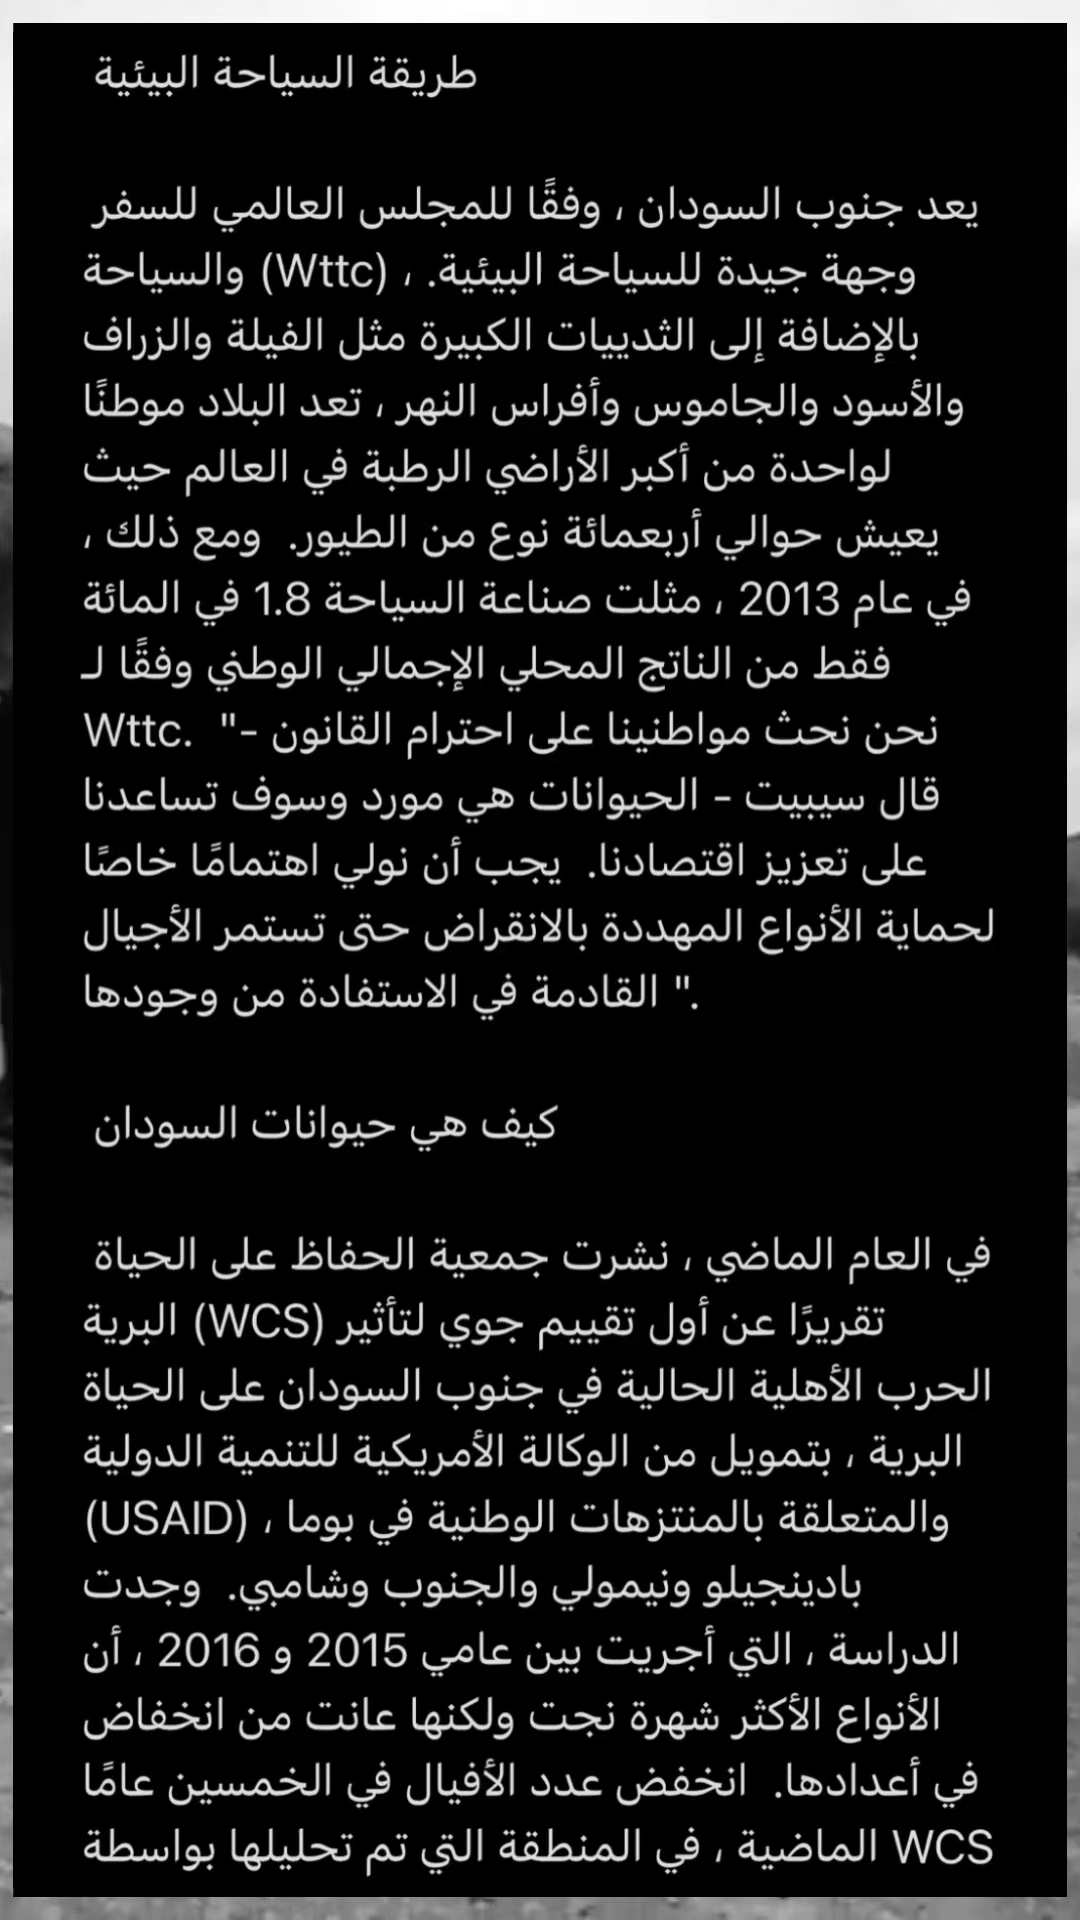 طريقة السياحة البيئية
يعد جنوب السودان ، وفقًا للمجلس العالمي للسفر
والسياحة (Wttc) ، وجهة جيدة للسياحة البيئية.
بالإضافة إلى الثدييات الكبيرة مثل الفيلة والزراف
والأسود والجاموس وأفراس النهر ، تعد البلاد موطنًا
لواحدة من أكبر الأراضي الرطبة في العالم حيث
يعيش حوالي أربعمائة نوع من الطيور. ومع ذلك ،
في عام 2013 ، مثلت صناعة السياحة 1.8 في المائة
فقط من الناتج المحلي الإجمالي الوطني وفقًا لـ
Wttc. "نحن نحث مواطنينا على احترام القانون -
قال سيبيت - الحيوانات هي مورد وسوف تساعدنا
على تعزيز اقتصادنا. يجب أن نولي اهتمامًا خاصًا
لحماية الأنواع المهددة بالانقراض حتى تستمر الأجيال
القادمة في الاستفادة من وجودها ".
كيف هي حيوانات السودان
في العام الماضي ، نشرت جمعية الحفاظ على الحياة
البرية (WCS) تقريرًا عن أول تقييم جوي لتأثير
الحرب الأهلية الحالية في جنوب السودان على الحياة
البرية ، بتمويل من الوكالة الأمريكية للتنمية الدولية
(USAID) ، والمتعلقة بالمنتزهات الوطنية في بوما
بادينجيلو ونيمولي والجنوب وشامبي. وجدت
الدراسة ، التي أجريت بين عامي 2015 و 2016 ، أن
الأنواع الأكثر شهرة نجت ولكنها عانت من انخفاض
في أعدادها. انخفض عدد الأفيال في الخمسين عامًا
الماضية ، في المنطقة التي تم تحليلها بواسطة WCS